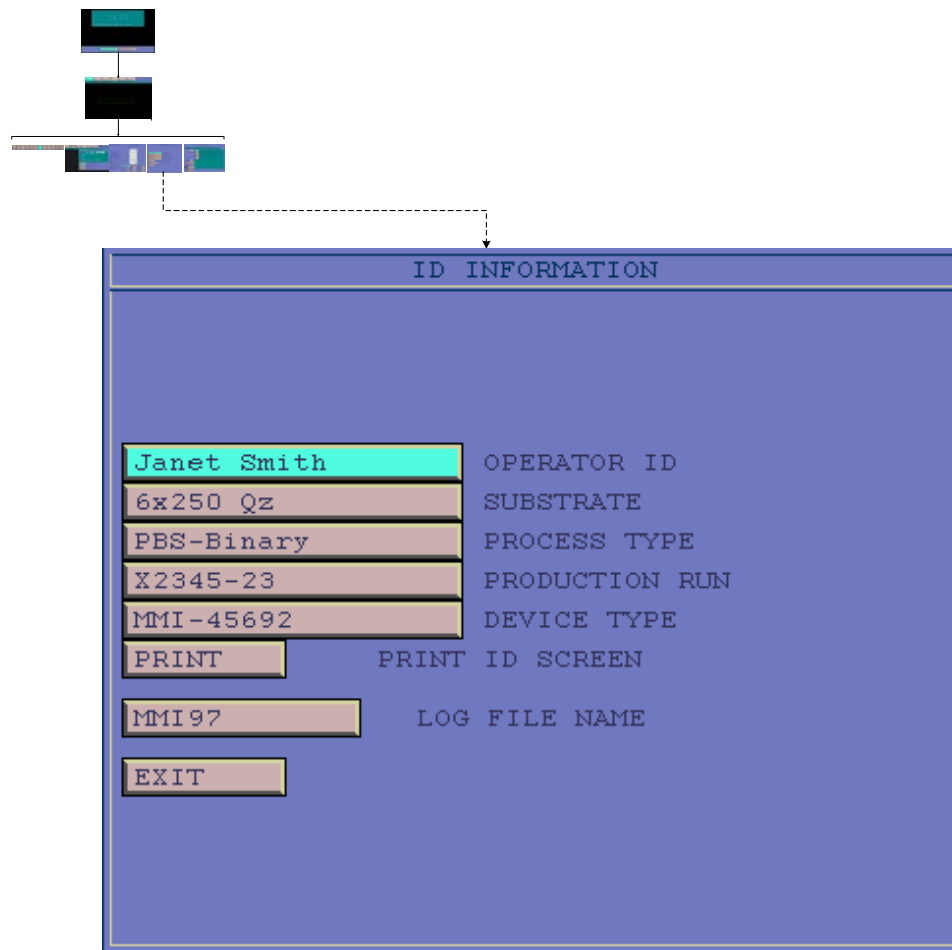 ID INFORMATION
Janet Smith OPERATOR ID
6x250 Qz SUBSTRATE
PBS-Binary PROCESS TYPE
X2345-23 PRODUCTION RUN
MMI-45692 DEVICE TYPE
PRINT PRINT ID SCREEN
MMI97 LOG FILE NAME
EXIT